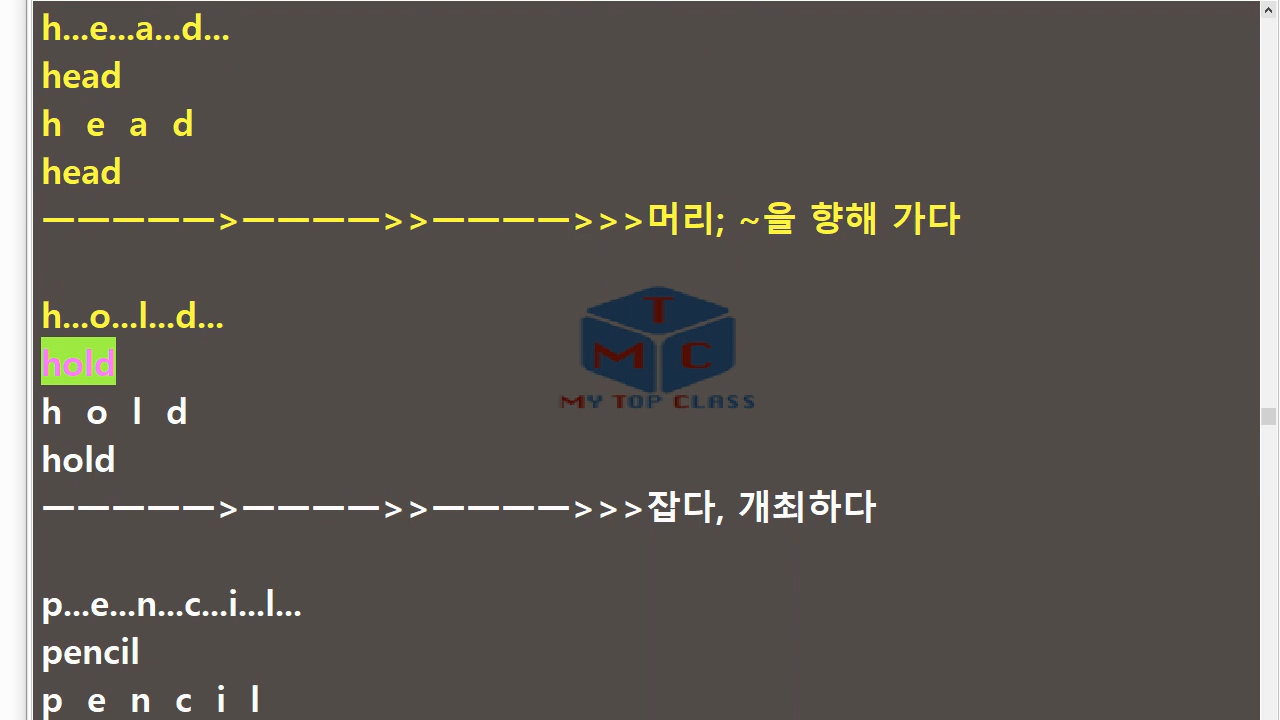 h...e...a...d...
head
h e a d
head
—————>————>>————>>>머리; ~을 향해 가다
h...o...l...d...
hold
h o l d
hold
—————>————>>————>>>잡다, 개최하다
p...e...n...c...i...l...
pencil
p e n c i l
T
M C
MY TOP CLASS